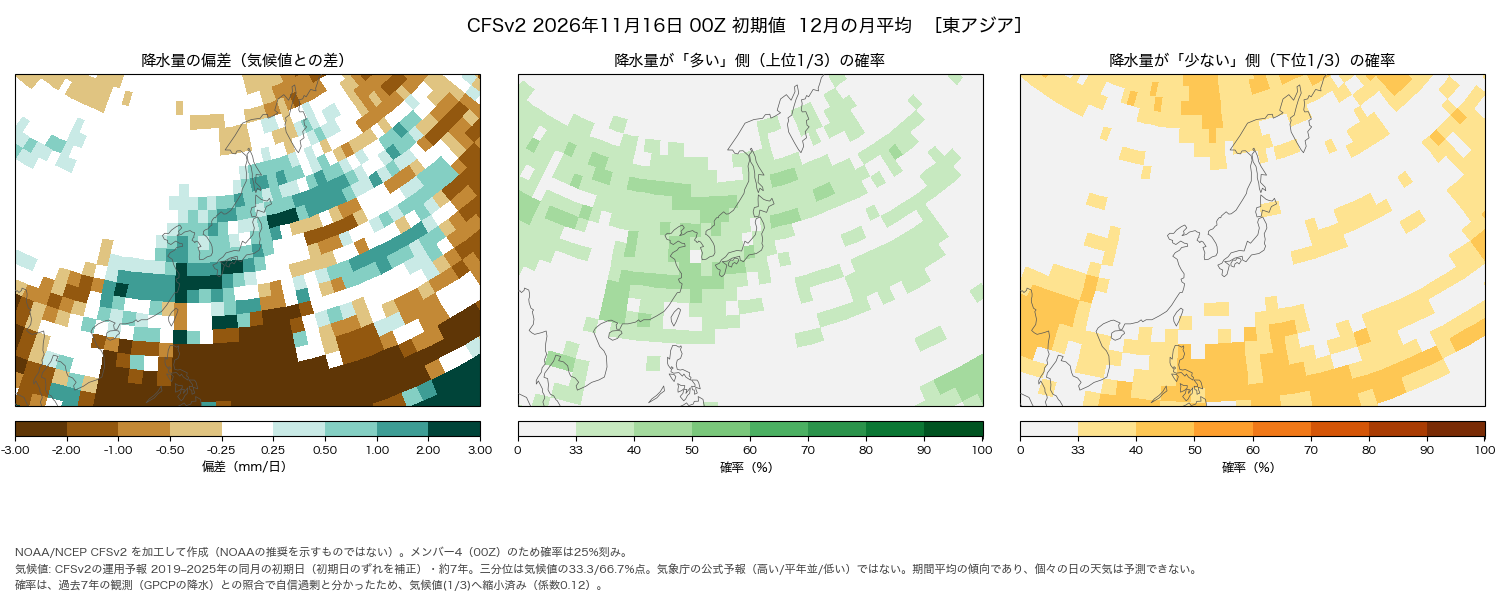 CFSv2 2026年11月16日 00Z 初期値 12月の月平均 ［東アジア］
降水量の偏差（気候値との差）
降水量が「多い」側（上位1/3）の確率
降水量が「少ない」側（下位1/3）の確率
-3.00 -2.00 -1.00 -0.50 -0.25 0.25 0.50 1.00 2.00 3.00
偏差（mm/日）
0 33 40 50 60 70 80 90 100
確率（%）
0 33 40 50 60 70 80 90 100
確率（%）
NOAA/NCEP CFSv2 を加工して作成（NOAAの推奨を示すものではない）。メンバー4（00Z）のため確率は25%刻み。
気候値: CFSv2の運用予報 2019–2025年の同月の初期日（初期日のずれを補正）・約7年。三分位は気候値の33.3/66.7%点。気象庁の公式予報（高い/平年並/低い）ではない。期間平均の傾向であり、個々の日の天気は予測できない。
確率は、過去7年の観測（GPCPの降水）との照合で自信過剰と分かったため、気候値(1/3)へ縮小済み（係数0.12）。